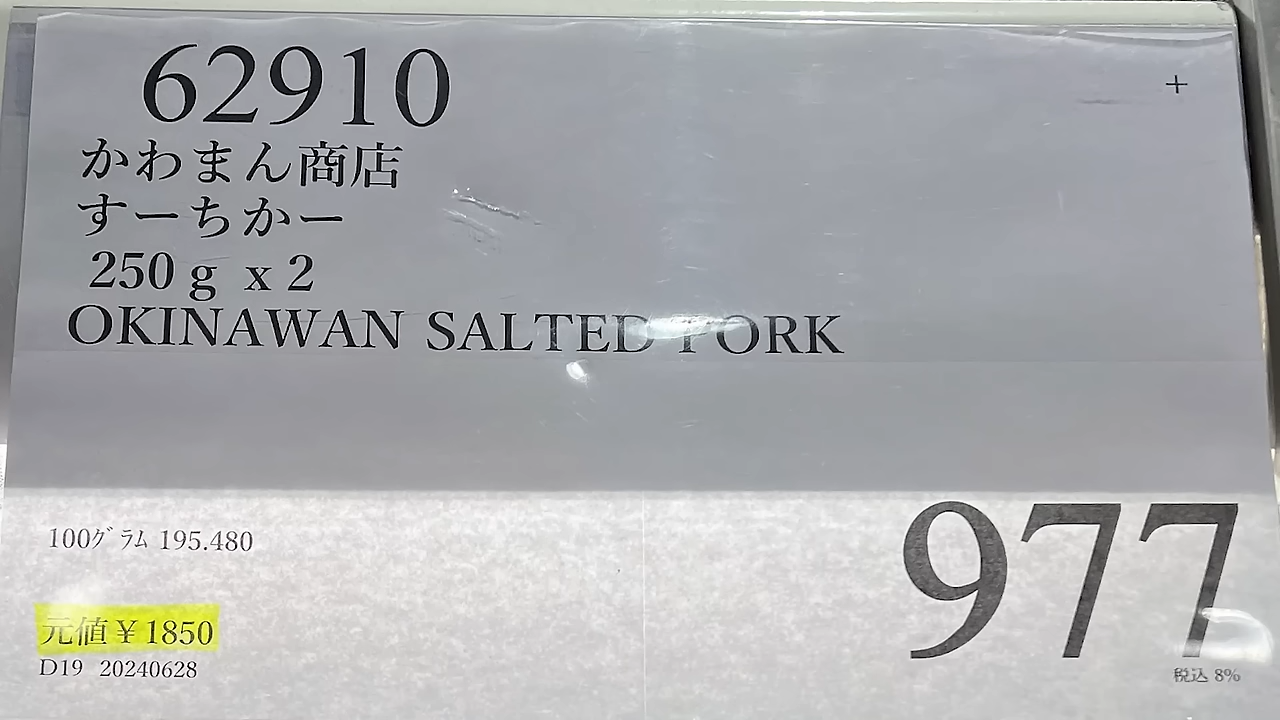 62910
+
かわまん商店
すーちかー
250ｇ x 2
OKINAWAN SALTED PORK
977
100ｸﾞﾗﾑ 195.480
元値￥1850
D19 20240628
税込 8%